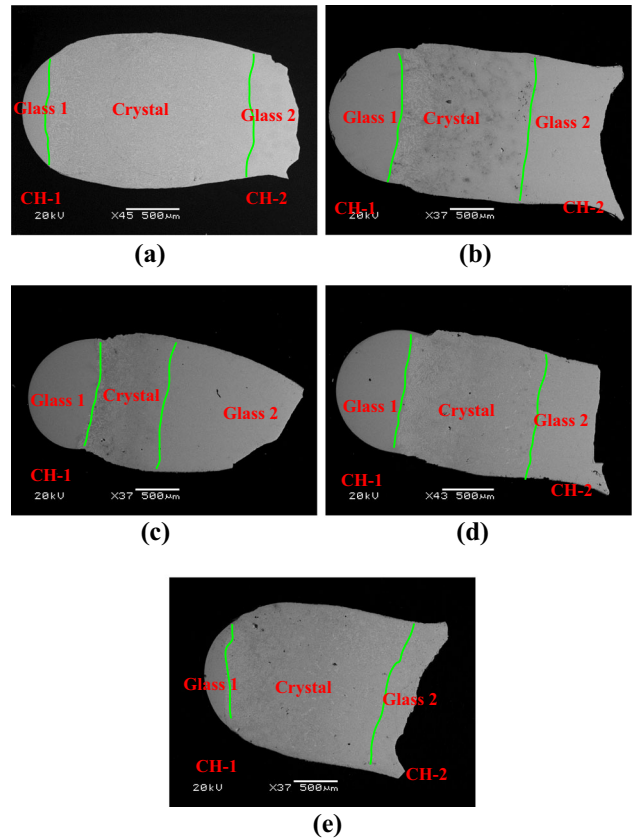 Glass 1
Crystal
Glass 2
CH-1
CH-2
20kV X45 500µm
(a)
Glass 1
Crystal
Glass 2
CH-1
CH-2
20kV X37 500µm
(b)
Glass 1
Crystal
Glass 2
CH-1
20kV X37 500µm
(c)
Glass 1
Crystal
Glass 2
CH-1
CH-2
20kV X43 500µm
(d)
Glass 1
Crystal
Glass 2
CH-1
CH-2
20kV X37 500µm
(e)